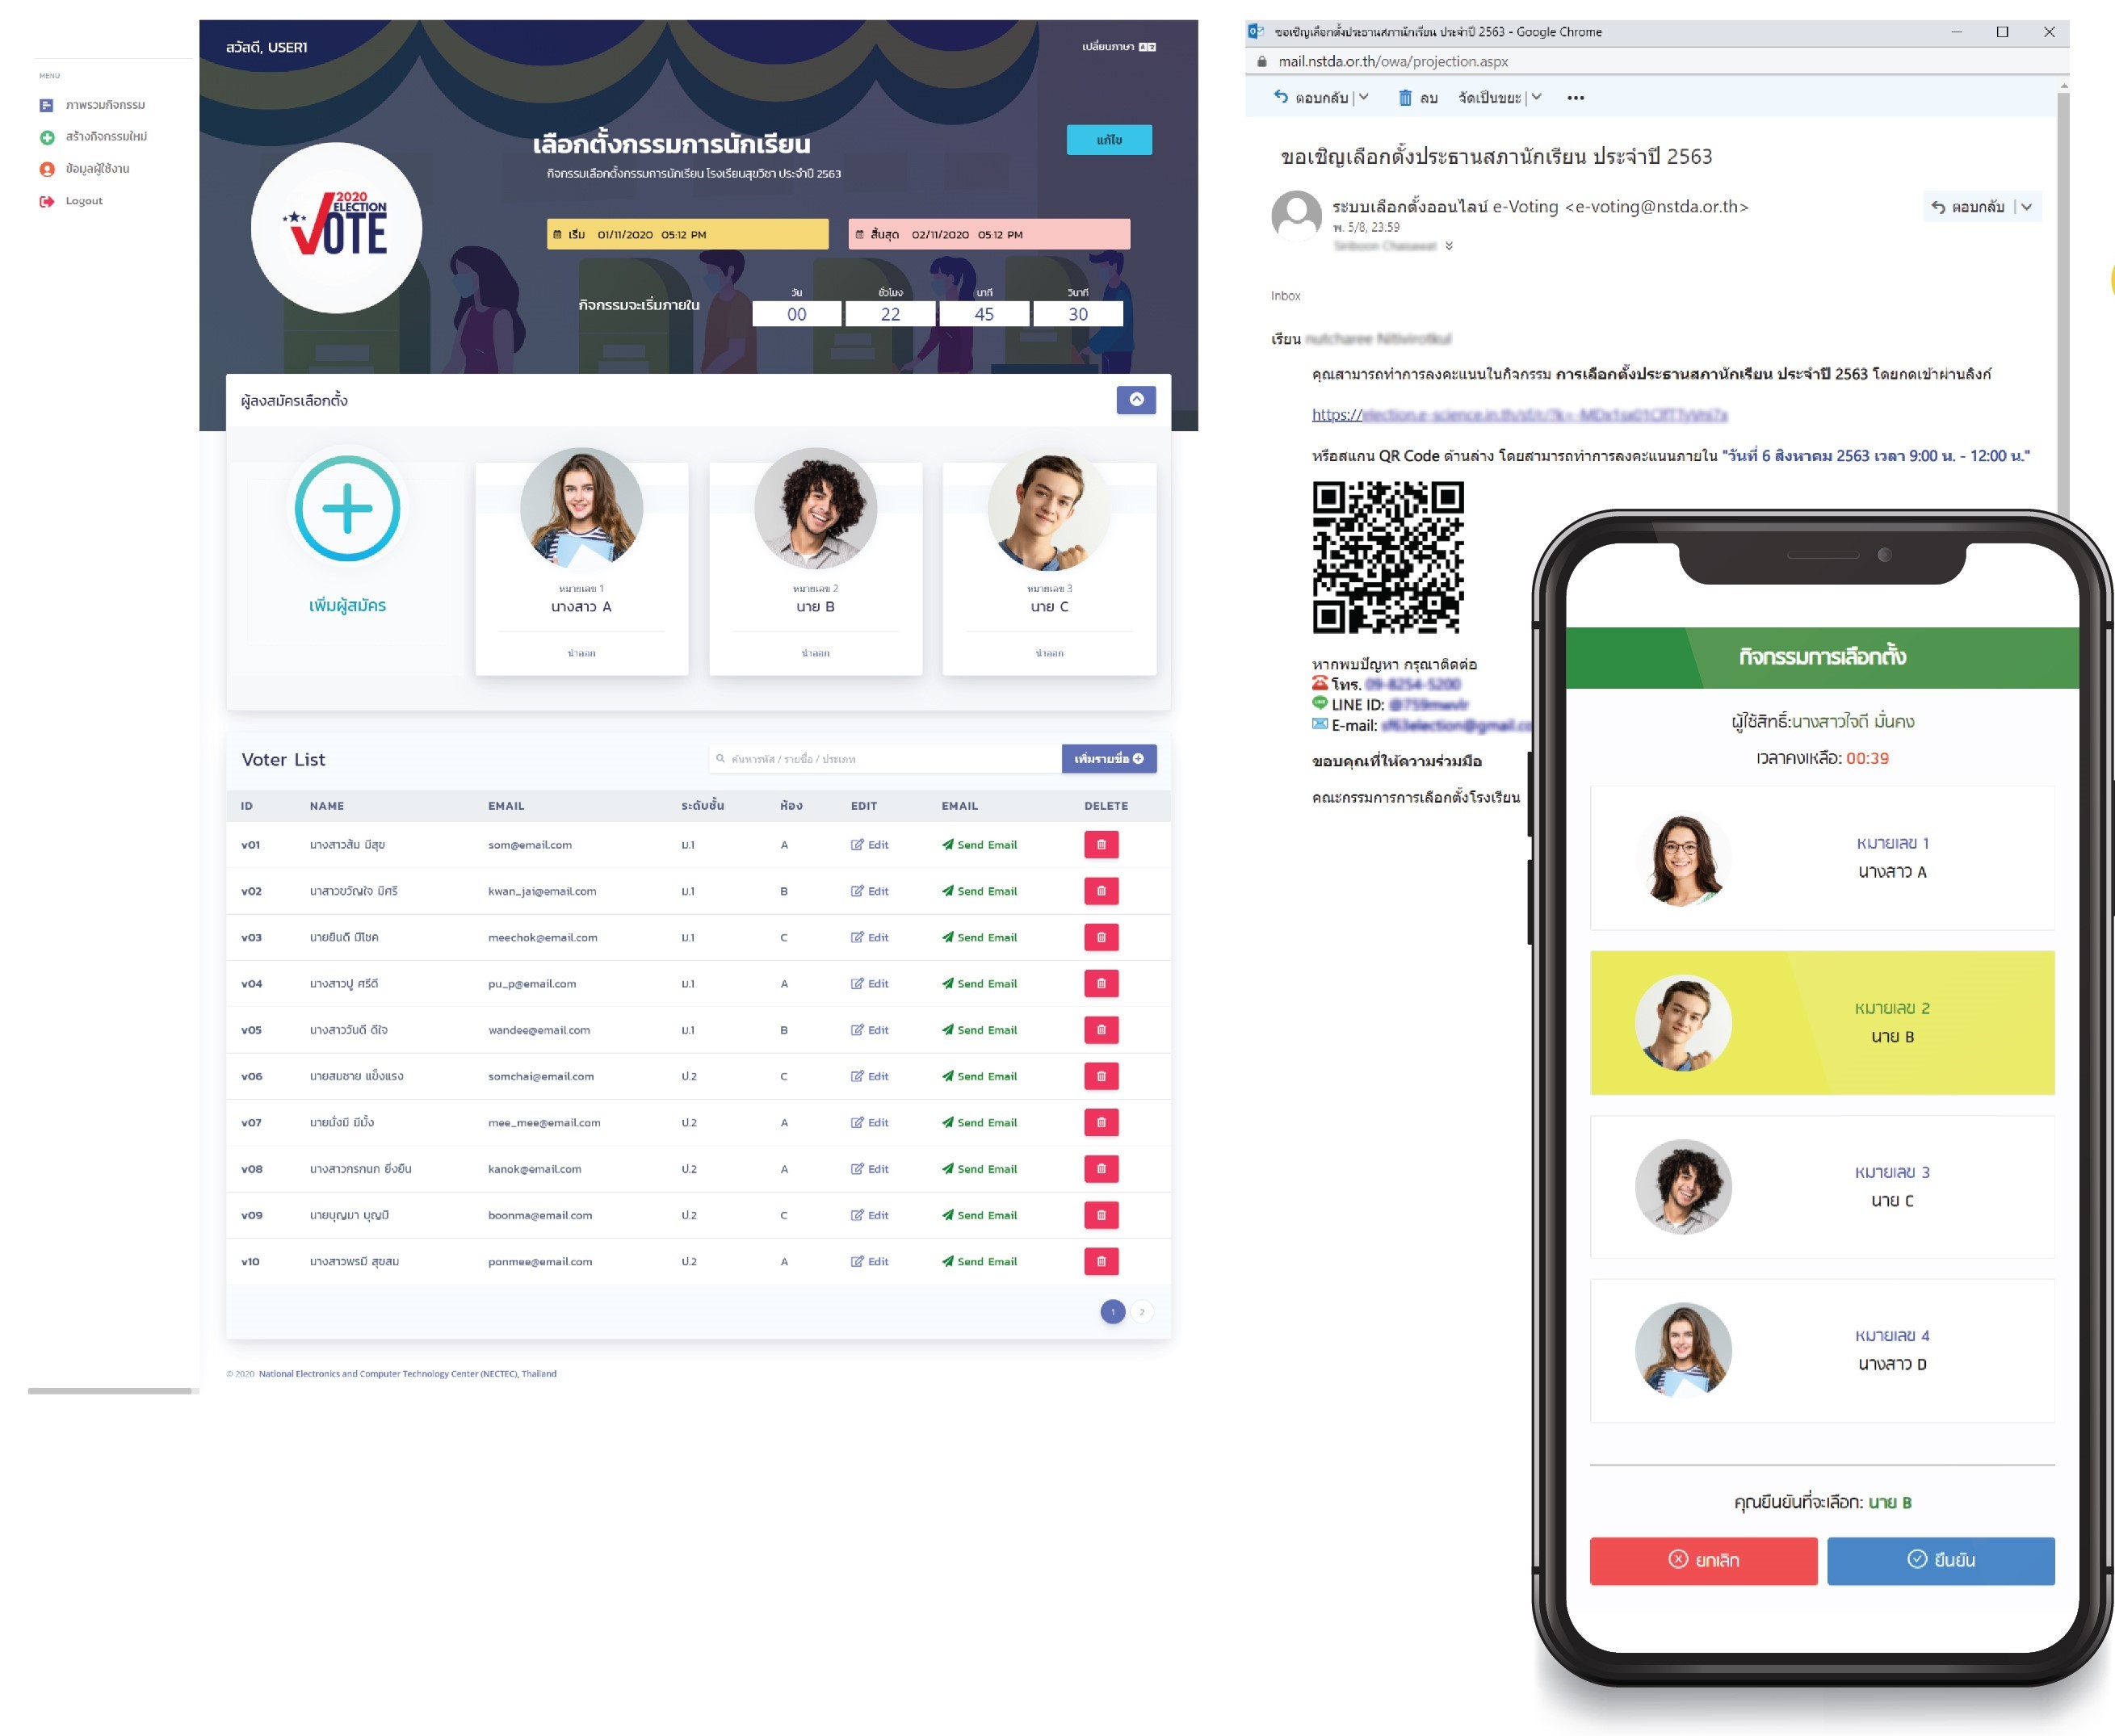 MENU
ภาพรวมกิจกรรม
สร้างกิจกรรมใหม่
ข้อมูลผู้ใช้งาน
Logout
สวัสดี, USER1
เปลี่ยนภาษา
เลือกตั้งกรรมการนักเรียน
แก้ไข
กิจกรรมเลือกตั้งกรรมการนักเรียน โรงเรียนสุขวิชา ประจำปี 2563
2020
ELECTION
VOTE
เริ่ม 01/11/2020 05:12 PM
สิ้นสุด 02/11/2020 05:12 PM
กิจกรรมจะเริ่มภายใน
วัน ชั่วโมง นาที วินาที
00 22 45 30
ผู้ลงสมัครเลือกตั้ง
เพิ่มผู้สมัคร
หมายเลข 1
นางสาว A
นำออก
หมายเลข 2
นาย B
นำออก
หมายเลข 3
นาย C
นำออก
Voter List
ค้นหารหัส / รายชื่อ / ประเภท
เพิ่มรายชื่อ
ID NAME EMAIL ระดับชั้น ห้อง EDIT EMAIL DELETE
v01 นางสาวส้ม มีสุข som@email.com ม.1 A Edit Send Email
v02 นาสาวขวัญใจ มีศรี kwan_jai@email.com ม.1 B Edit Send Email
v03 นายยินดี มีโชค meechok@email.com ม.1 C Edit Send Email
v04 นางสาวปู ศรีดี pu_p@email.com ม.1 A Edit Send Email
v05 นางสาววันดี ดีใจ wandee@email.com ม.1 B Edit Send Email
v06 นายสมชาย แข็งแรง somchai@email.com ป.2 C Edit Send Email
v07 นายมั่งมี มีมั้ง mee_mee@email.com ป.2 A Edit Send Email
v08 นางสาวกรกนก ยิ่งยืน kanok@email.com ป.2 A Edit Send Email
v09 นายบุญมา บุญมี boonma@email.com ป.2 C Edit Send Email
v10 นางสาวพรมี สุขสม ponmee@email.com ป.2 A Edit Send Email
1 2
© 2020 National Electronics and Computer Technology Center (NECTEC), Thailand
ขอเชิญเลือกตั้งประธานสภานักเรียน ประจำปี 2563 - Google Chrome
mail.nstda.or.th/owa/projection.aspx
ตอบกลับ ลบ จัดเป็นขยะ
ขอเชิญเลือกตั้งประธานสภานักเรียน ประจำปี 2563
ระบบเลือกตั้งออนไลน์ e-Voting <e-voting@nstda.or.th>
ตอบกลับ
พ. 5/8, 23:59
Inbox
เรียน
คุณสามารถทำการลงคะแนนในกิจกรรม การเลือกตั้งประธานสภานักเรียน ประจำปี 2563 โดยกดเข้าผ่านลิงก์
https://
หรือสแกน QR Code ด้านล่าง โดยสามารถทำการลงคะแนนภายใน "วันที่ 6 สิงหาคม 2563 เวลา 9:00 น. - 12:00 น."
หากพบปัญหา กรุณาติดต่อ
โทร.
LINE ID:
E-mail:
ขอบคุณที่ให้ความร่วมมือ
คณะกรรมการการเลือกตั้งโรงเรียน
กิจกรรมการเลือกตั้ง
ผู้ใช้สิทธิ์:นางสาวใจดี มั่นคง
เวลาคงเหลือ: 00:39
หมายเลข 1
นางสาว A
หมายเลข 2
นาย B
หมายเลข 3
นาย C
หมายเลข 4
นางสาว D
คุณยืนยันที่จะเลือก: นาย B
ยกเลิก
ยืนยัน